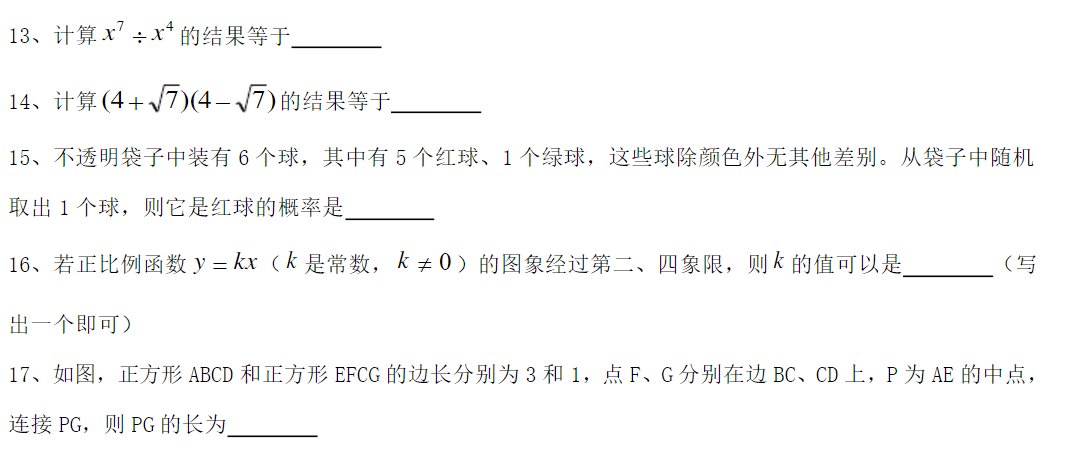 13、计算 x⁷ ÷ x⁴ 的结果等于________
14、计算 (4+√7)(4−√7) 的结果等于________
15、不透明袋子中装有 6 个球，其中有 5 个红球、1 个绿球，这些球除颜色外无其他差别。从袋子中随机
取出 1 个球，则它是红球的概率是________
16、若正比例函数 y = kx（k 是常数，k ≠ 0）的图象经过第二、四象限，则 k 的值可以是________（写
出一个即可）
17、如图，正方形 ABCD 和正方形 EFCG 的边长分别为 3 和 1，点 F、G 分别在边 BC、CD 上，P 为 AE 的中点，
连接 PG，则 PG 的长为________